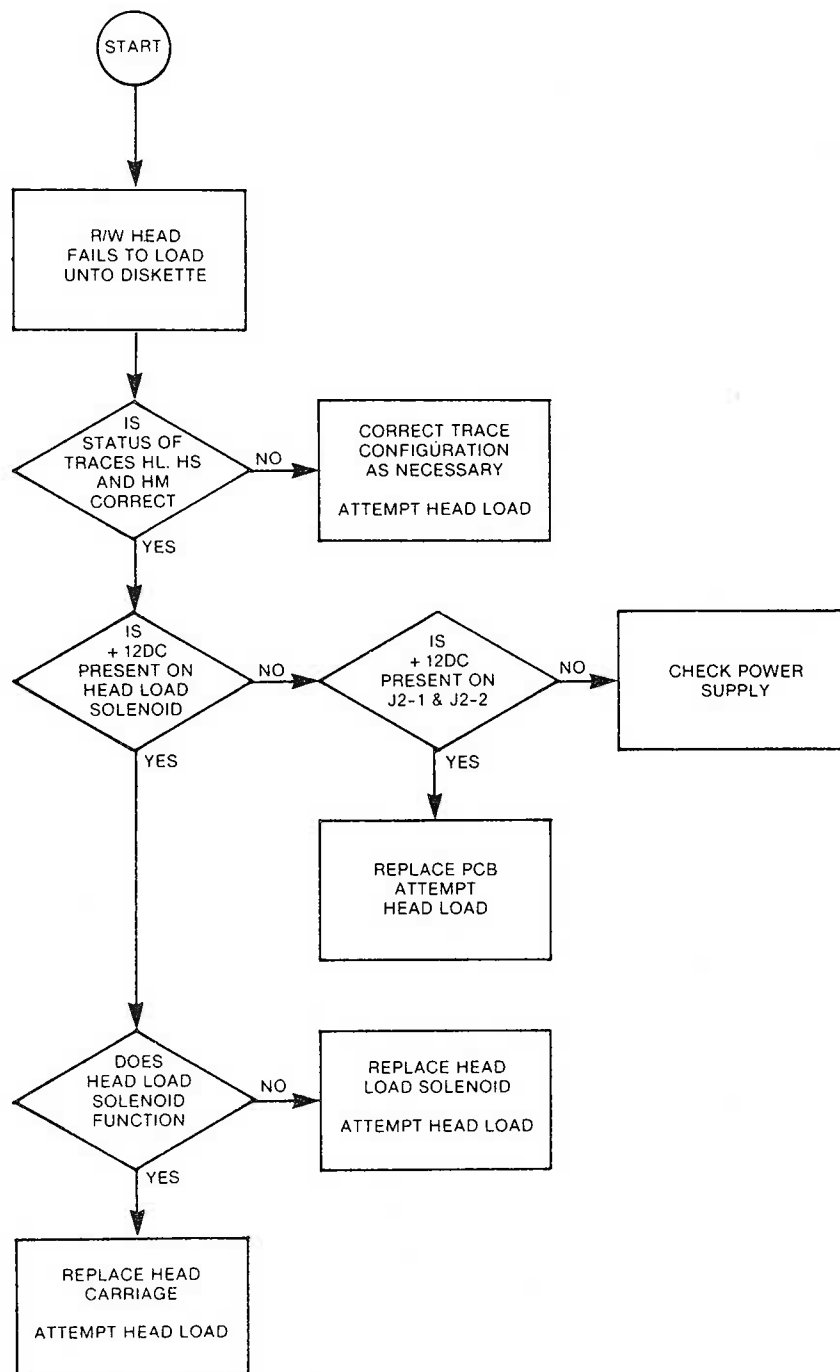 START
R/W HEAD
FAILS TO LOAD
UNTO DISKETTE
IS
STATUS OF
TRACES HL. HS
AND HM
CORRECT
NO
CORRECT TRACE
CONFIGURATION
AS NECESSARY
ATTEMPT HEAD LOAD
YES
IS
+ 12DC
PRESENT ON
HEAD LOAD
SOLENOID
NO
IS
+ 12DC
PRESENT ON
J2-1 & J2-2
NO
CHECK POWER
SUPPLY
YES
YES
REPLACE PCB
ATTEMPT
HEAD LOAD
DOES
HEAD LOAD
SOLENOID
FUNCTION
NO
REPLACE HEAD
LOAD SOLENOID
ATTEMPT HEAD LOAD
YES
REPLACE HEAD
CARRIAGE
ATTEMPT HEAD LOAD